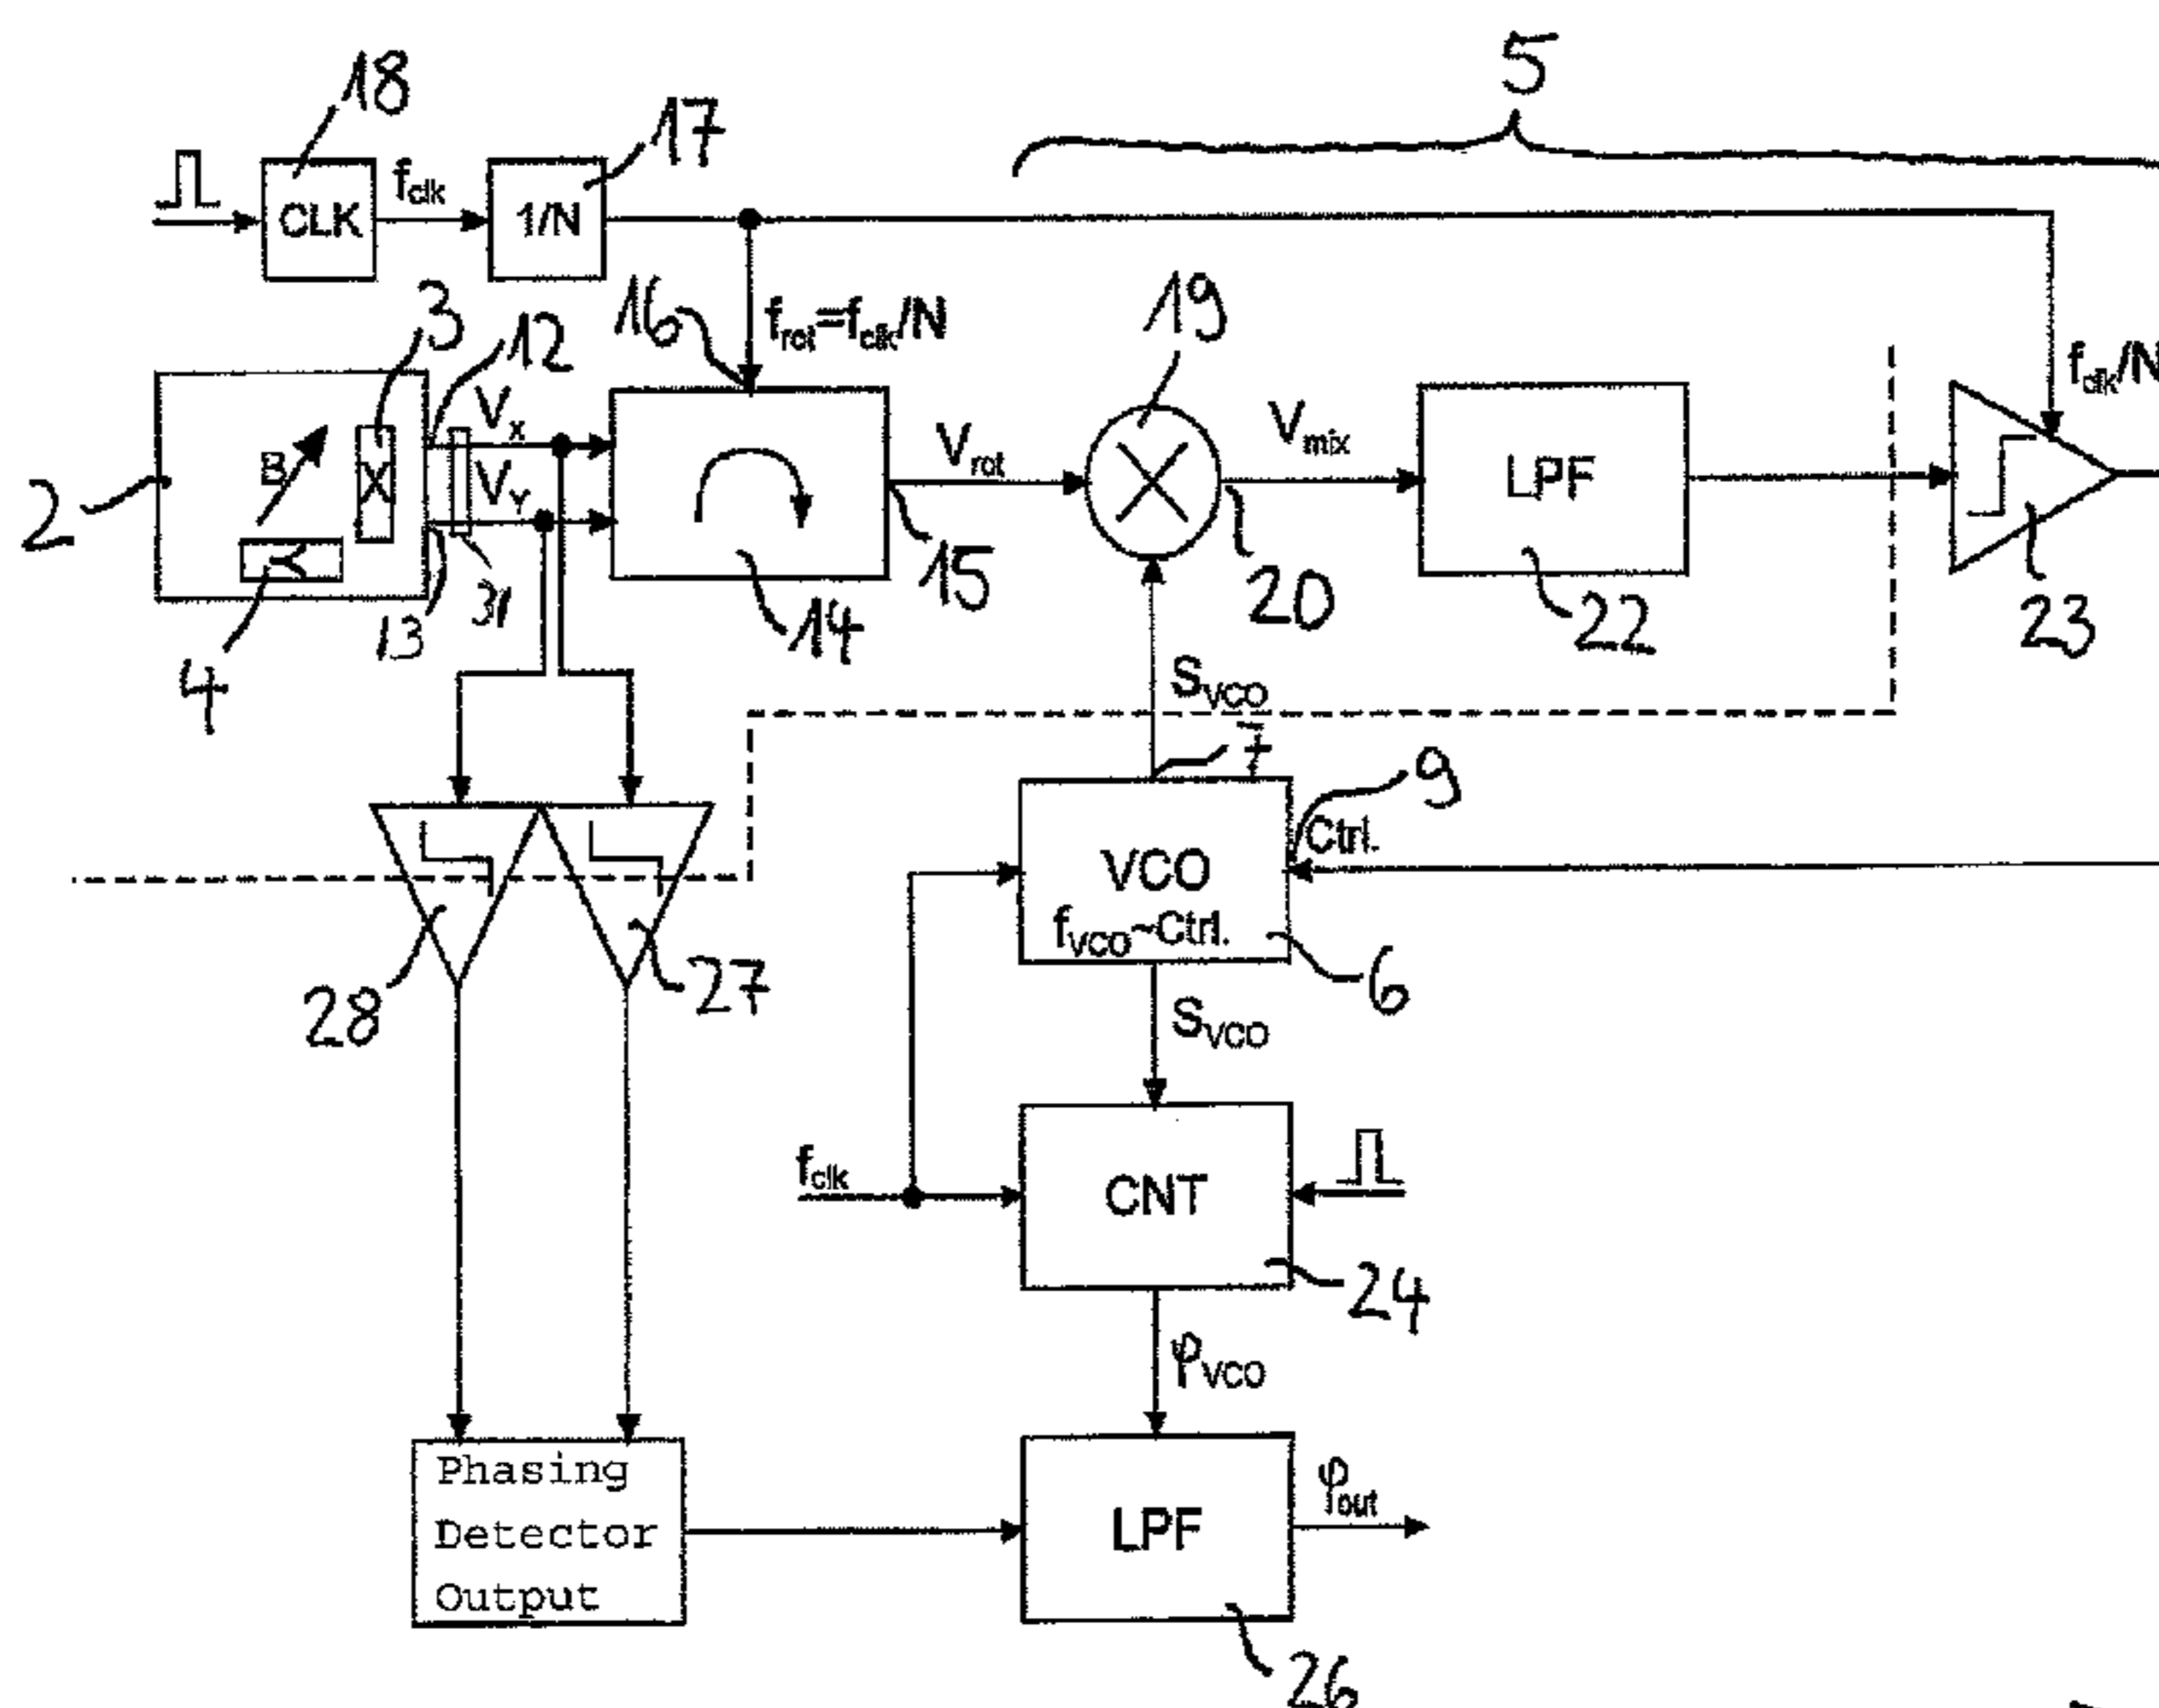 5
18
17
CLK
f_clk
1/N
3
12
16
f_rot=f_clk/N
19
f_clk/N
V_X
B
X
V_Y
V_rot
V_mix
LPF
2
Y
15
20
4
13
31
14
22
23
S_VCO
7
9
Ctrl.
VCO
f_VCO~Ctrl.
28
27
6
S_VCO
f_clk
CNT
24
φ_VCO
Phasing
Detector
Output
LPF
φ_out
26